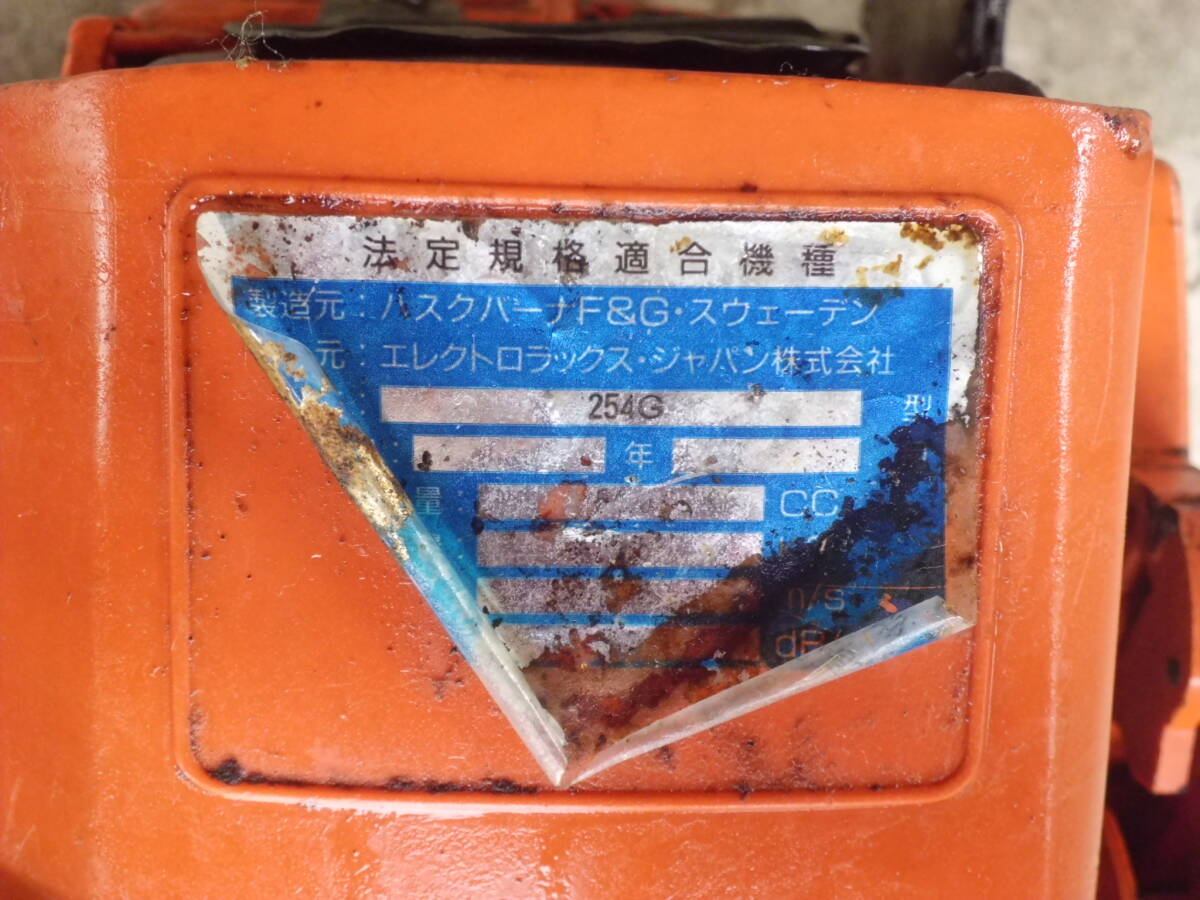 法定規格適合機種
製造元:ハスクバーナF&G・スウェーデン
元:エレクトロラックス・ジャパン株式会社
254G 型
年
量 CC
m/s
dB